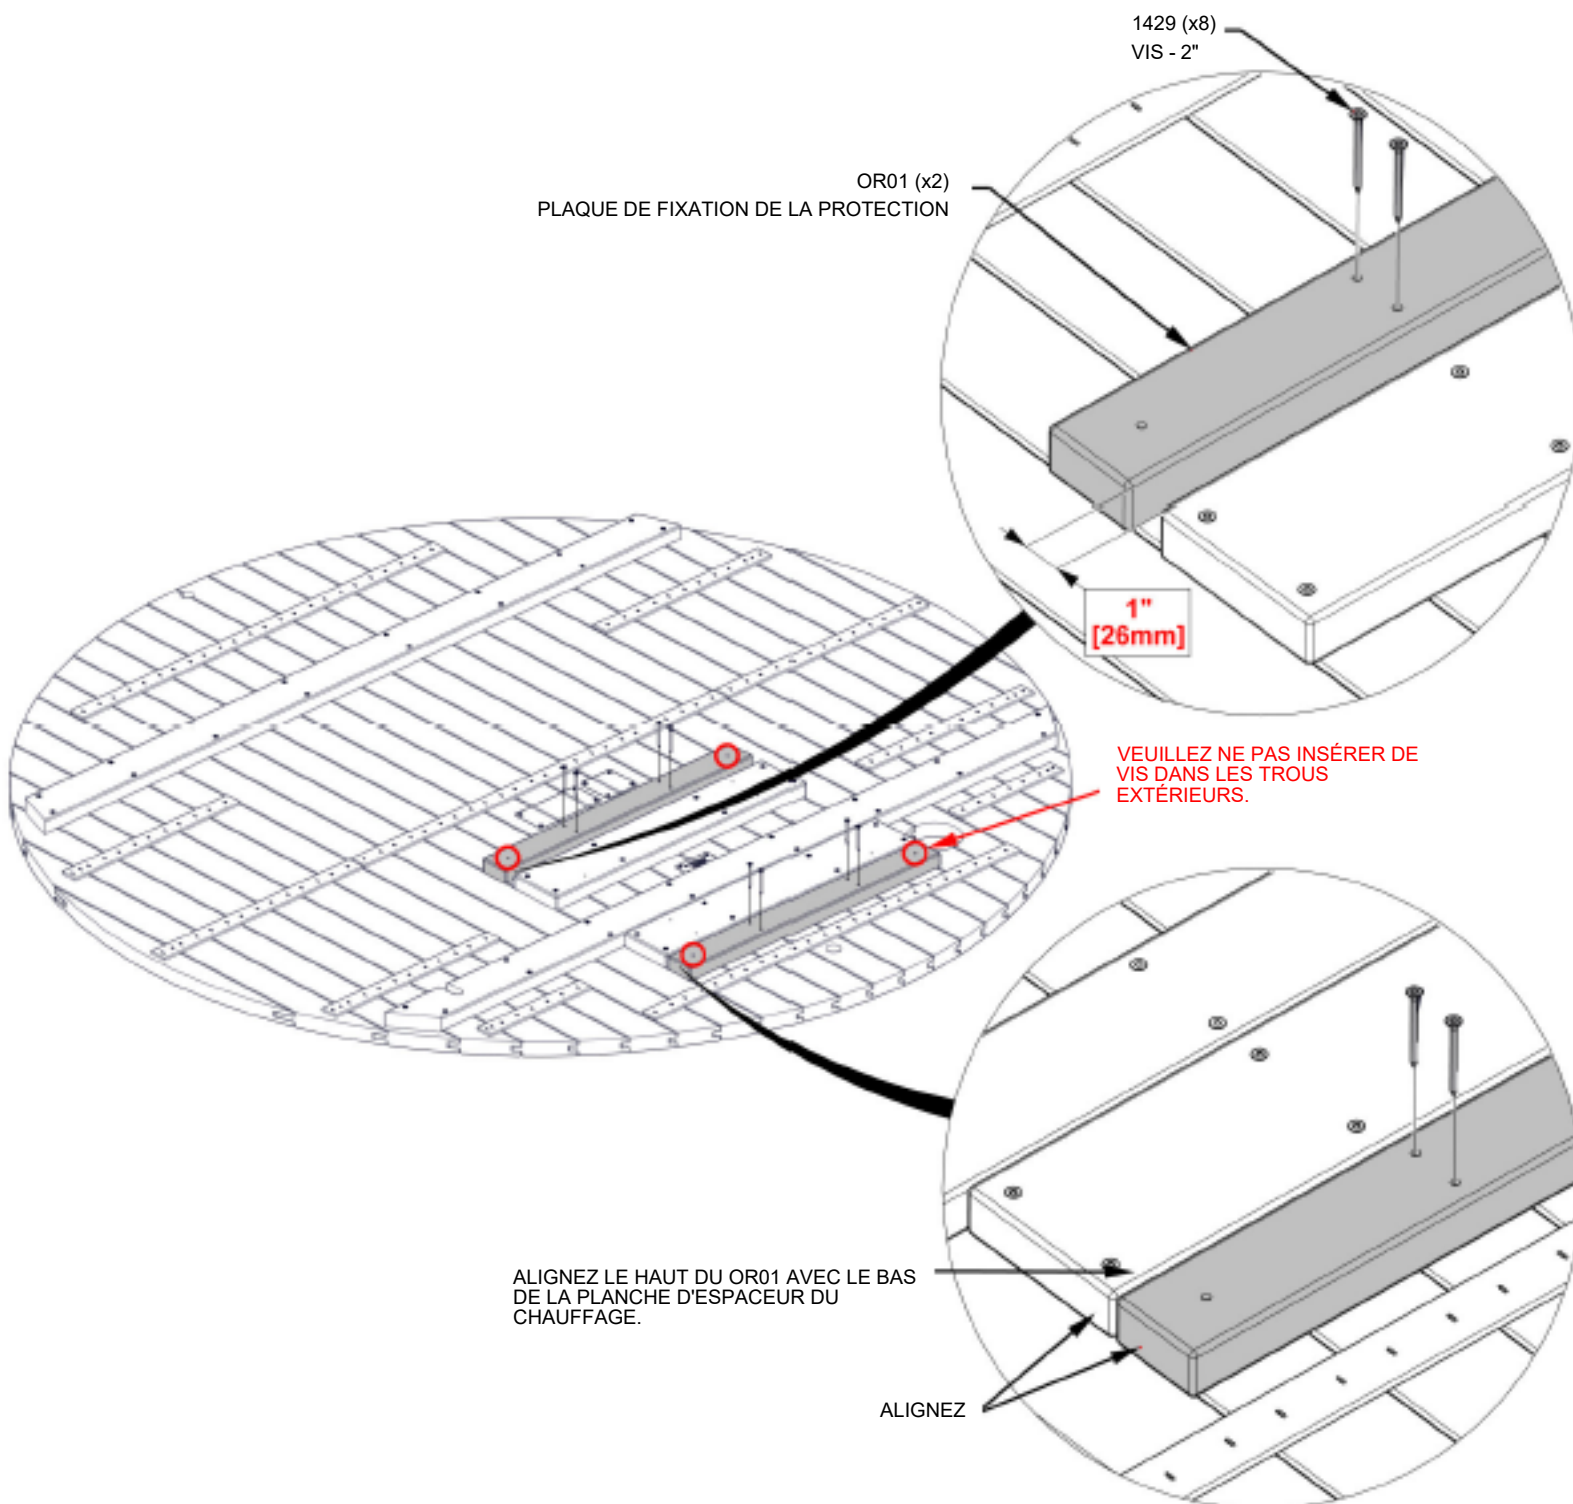 1429 (x8)
VIS - 2"
OR01 (x2)
PLAQUE DE FIXATION DE LA PROTECTION
1"
[26mm]
VEUILLEZ NE PAS INSÉRER DE
VIS DANS LES TROUS
EXTÉRIEURS.
ALIGNEZ LE HAUT DU OR01 AVEC LE BAS
DE LA PLANCHE D'ESPACEUR DU
CHAUFFAGE.
ALIGNEZ